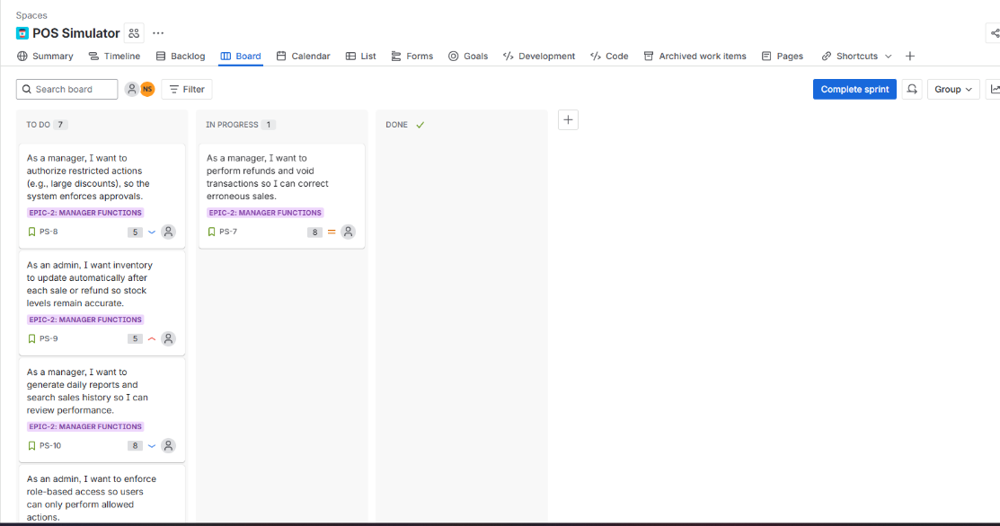 Spaces
POS Simulator
Summary Timeline Backlog Board Calendar List Forms Goals Development Code Archived work items Pages Shortcuts
Search board
NS
Filter
Complete sprint
Group
TO DO 7
As a manager, I want to
authorize restricted actions
(e.g., large discounts), so the
system enforces approvals.
EPIC-2: MANAGER FUNCTIONS
PS-8 5
As an admin, I want inventory
to update automatically after
each sale or refund so stock
levels remain accurate.
EPIC-2: MANAGER FUNCTIONS
PS-9 5
As a manager, I want to
generate daily reports and
search sales history so I can
review performance.
EPIC-2: MANAGER FUNCTIONS
PS-10 8
As an admin, I want to enforce
role-based access so users
can only perform allowed
actions.
IN PROGRESS 1
As a manager, I want to
perform refunds and void
transactions so I can correct
erroneous sales.
EPIC-2: MANAGER FUNCTIONS
PS-7 8
DONE